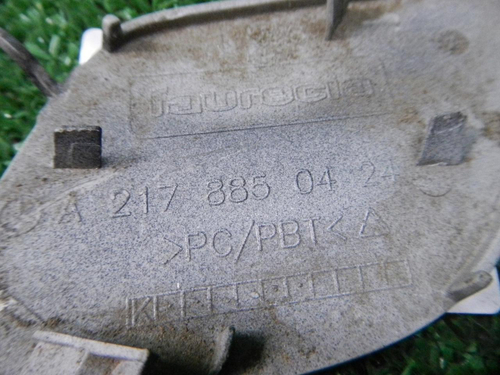 faurecia
A 217 885 04 24
>PC/PBT<
K